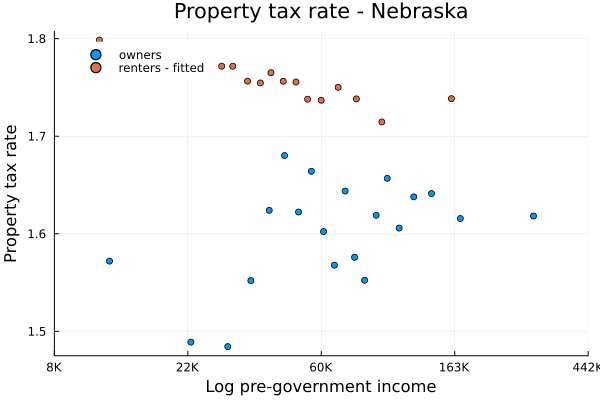 Property tax rate - Nebraska
owners
renters - fitted
Property tax rate
1.8
1.7
1.6
1.5
8K
22K
60K
163K
442K
Log pre-government income